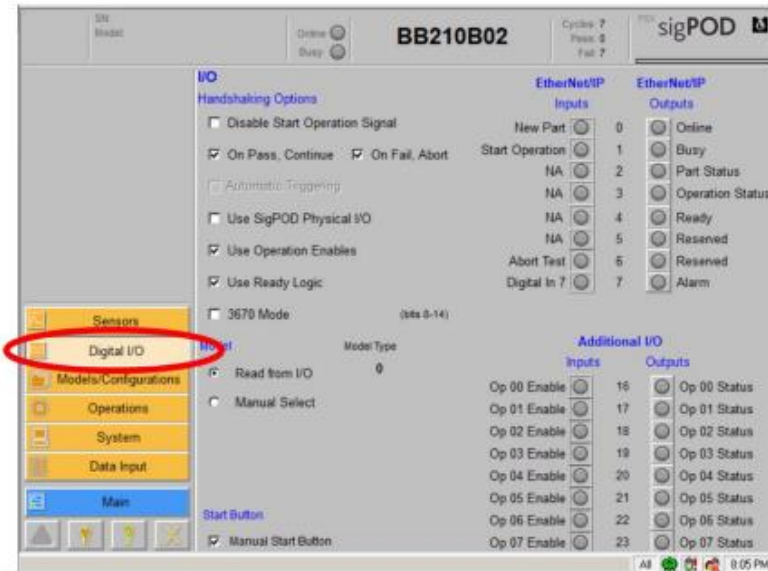 SN
Model:
Online
Busy
BB210B02
Cycles 7
Pass 0
Fail 7
sigPOD
I/O
Handshaking Options
Disable Start Operation Signal
On Pass, Continue
On Fail, Abort
Automatic Triggering
Use SigPOD Physical I/O
Use Operation Enables
Use Ready Logic
3670 Mode
(bits 8-14)
EtherNet/IP
Inputs
EtherNet/IP
Outputs
New Part 0 Online
Start Operation 1 Busy
NA 2 Part Status
NA 3 Operation Status
NA 4 Ready
NA 5 Reserved
Abort Test 6 Reserved
Digital In 7 7 Alarm
Sensors
Digital I/O
Models/Configurations
Operations
System
Data Input
Main
Model Type
0
Read from I/O
Manual Select
Start Button
Manual Start Button
Additional I/O
Inputs
Outputs
Op 00 Enable 16 Op 00 Status
Op 01 Enable 17 Op 01 Status
Op 02 Enable 18 Op 02 Status
Op 03 Enable 19 Op 03 Status
Op 04 Enable 20 Op 04 Status
Op 05 Enable 21 Op 05 Status
Op 06 Enable 22 Op 06 Status
Op 07 Enable 23 Op 07 Status
All
8:05 PM